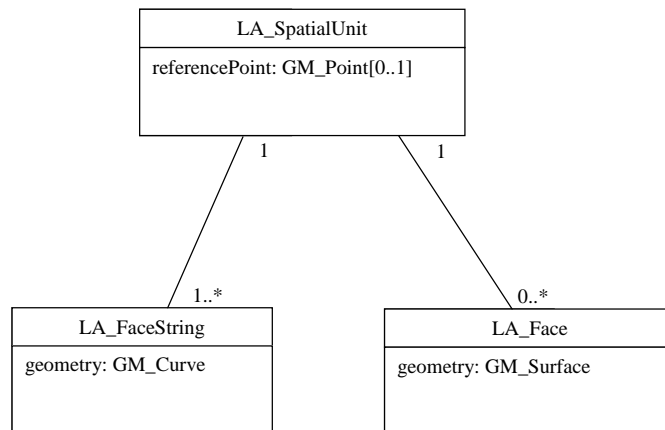 LA_SpatialUnit
referencePoint: GM_Point[0..1]
1
1
1..*
0..*
LA_FaceString
LA_Face
geometry: GM_Curve
geometry: GM_Surface